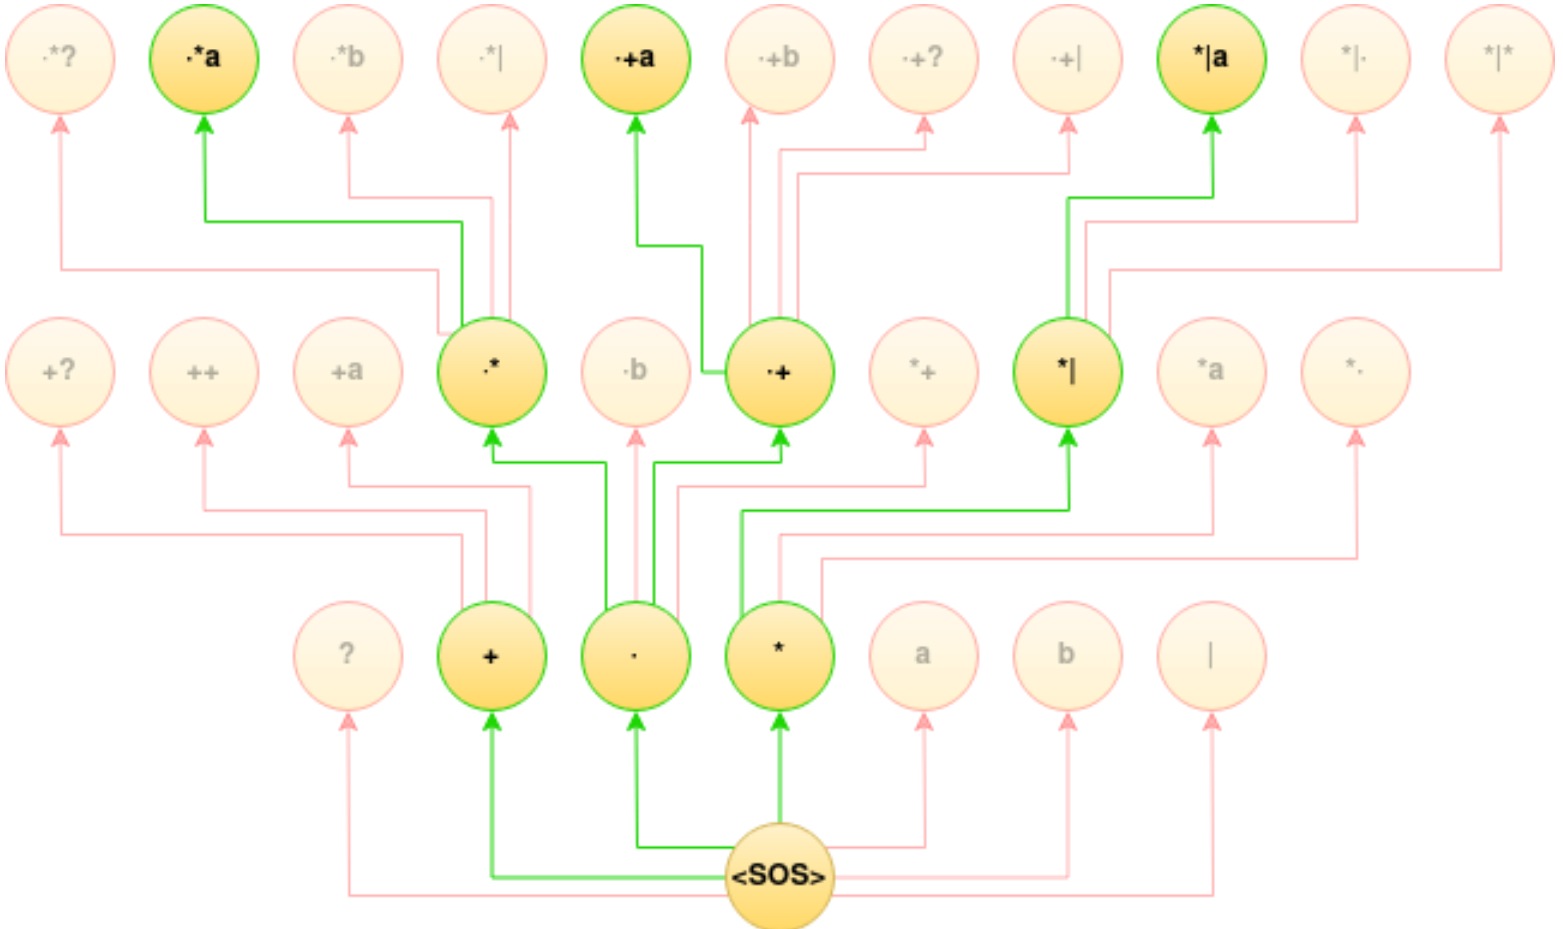 ·*? ·*a ·*b ·*| ·+a ·+b ·+? ·+| *|a *|· *|*
+? ++ +a ·* ·b ·+ *+ *| *a *·
? + · * a b |
<SOS>